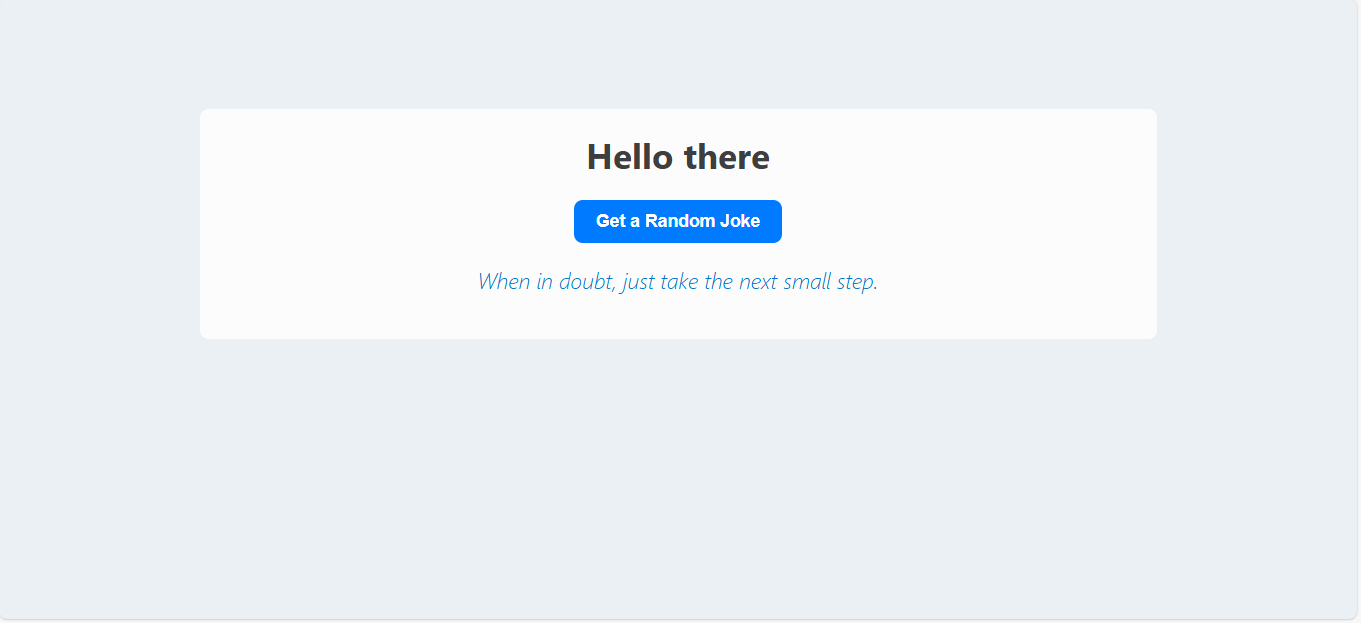 Hello there
Get a Random Joke
When in doubt, just take the next small step.